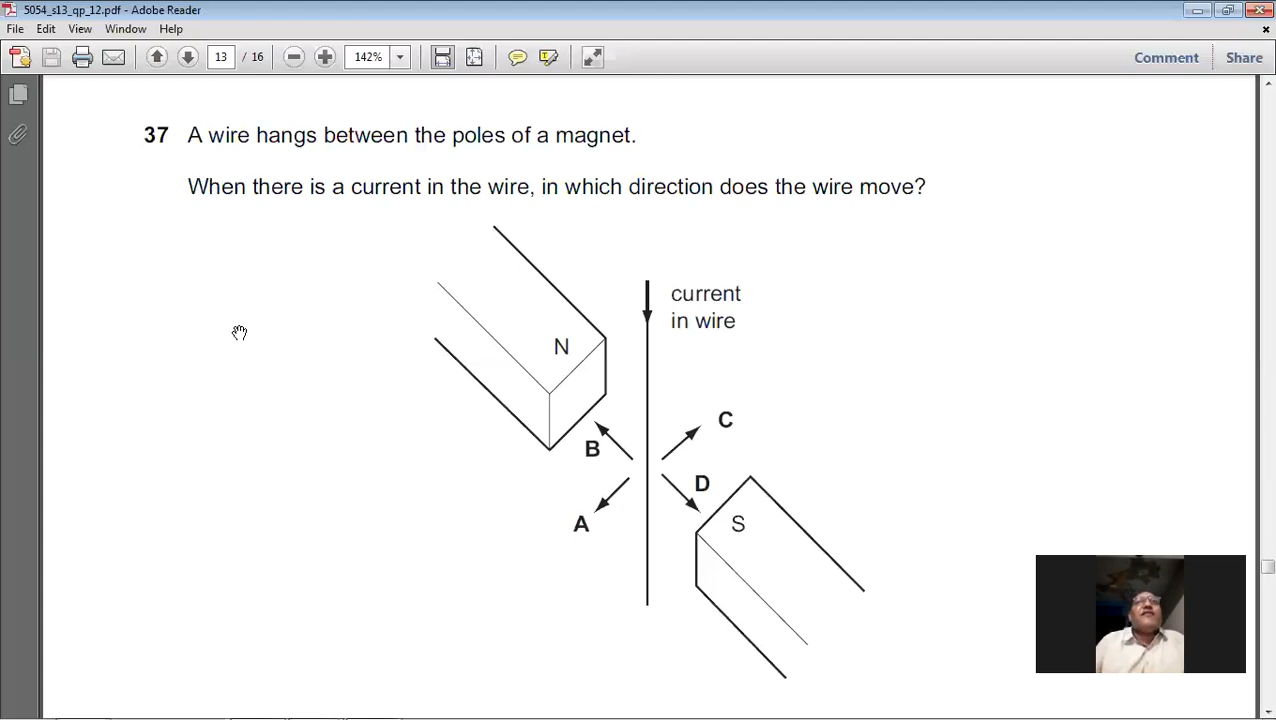 5054_s13_qp_12.pdf - Adobe Reader
File Edit View Window Help
13 / 16 142% Comment Share
37 A wire hangs between the poles of a magnet.
When there is a current in the wire, in which direction does the wire move?
current
in wire
N
C
B
D
A
S